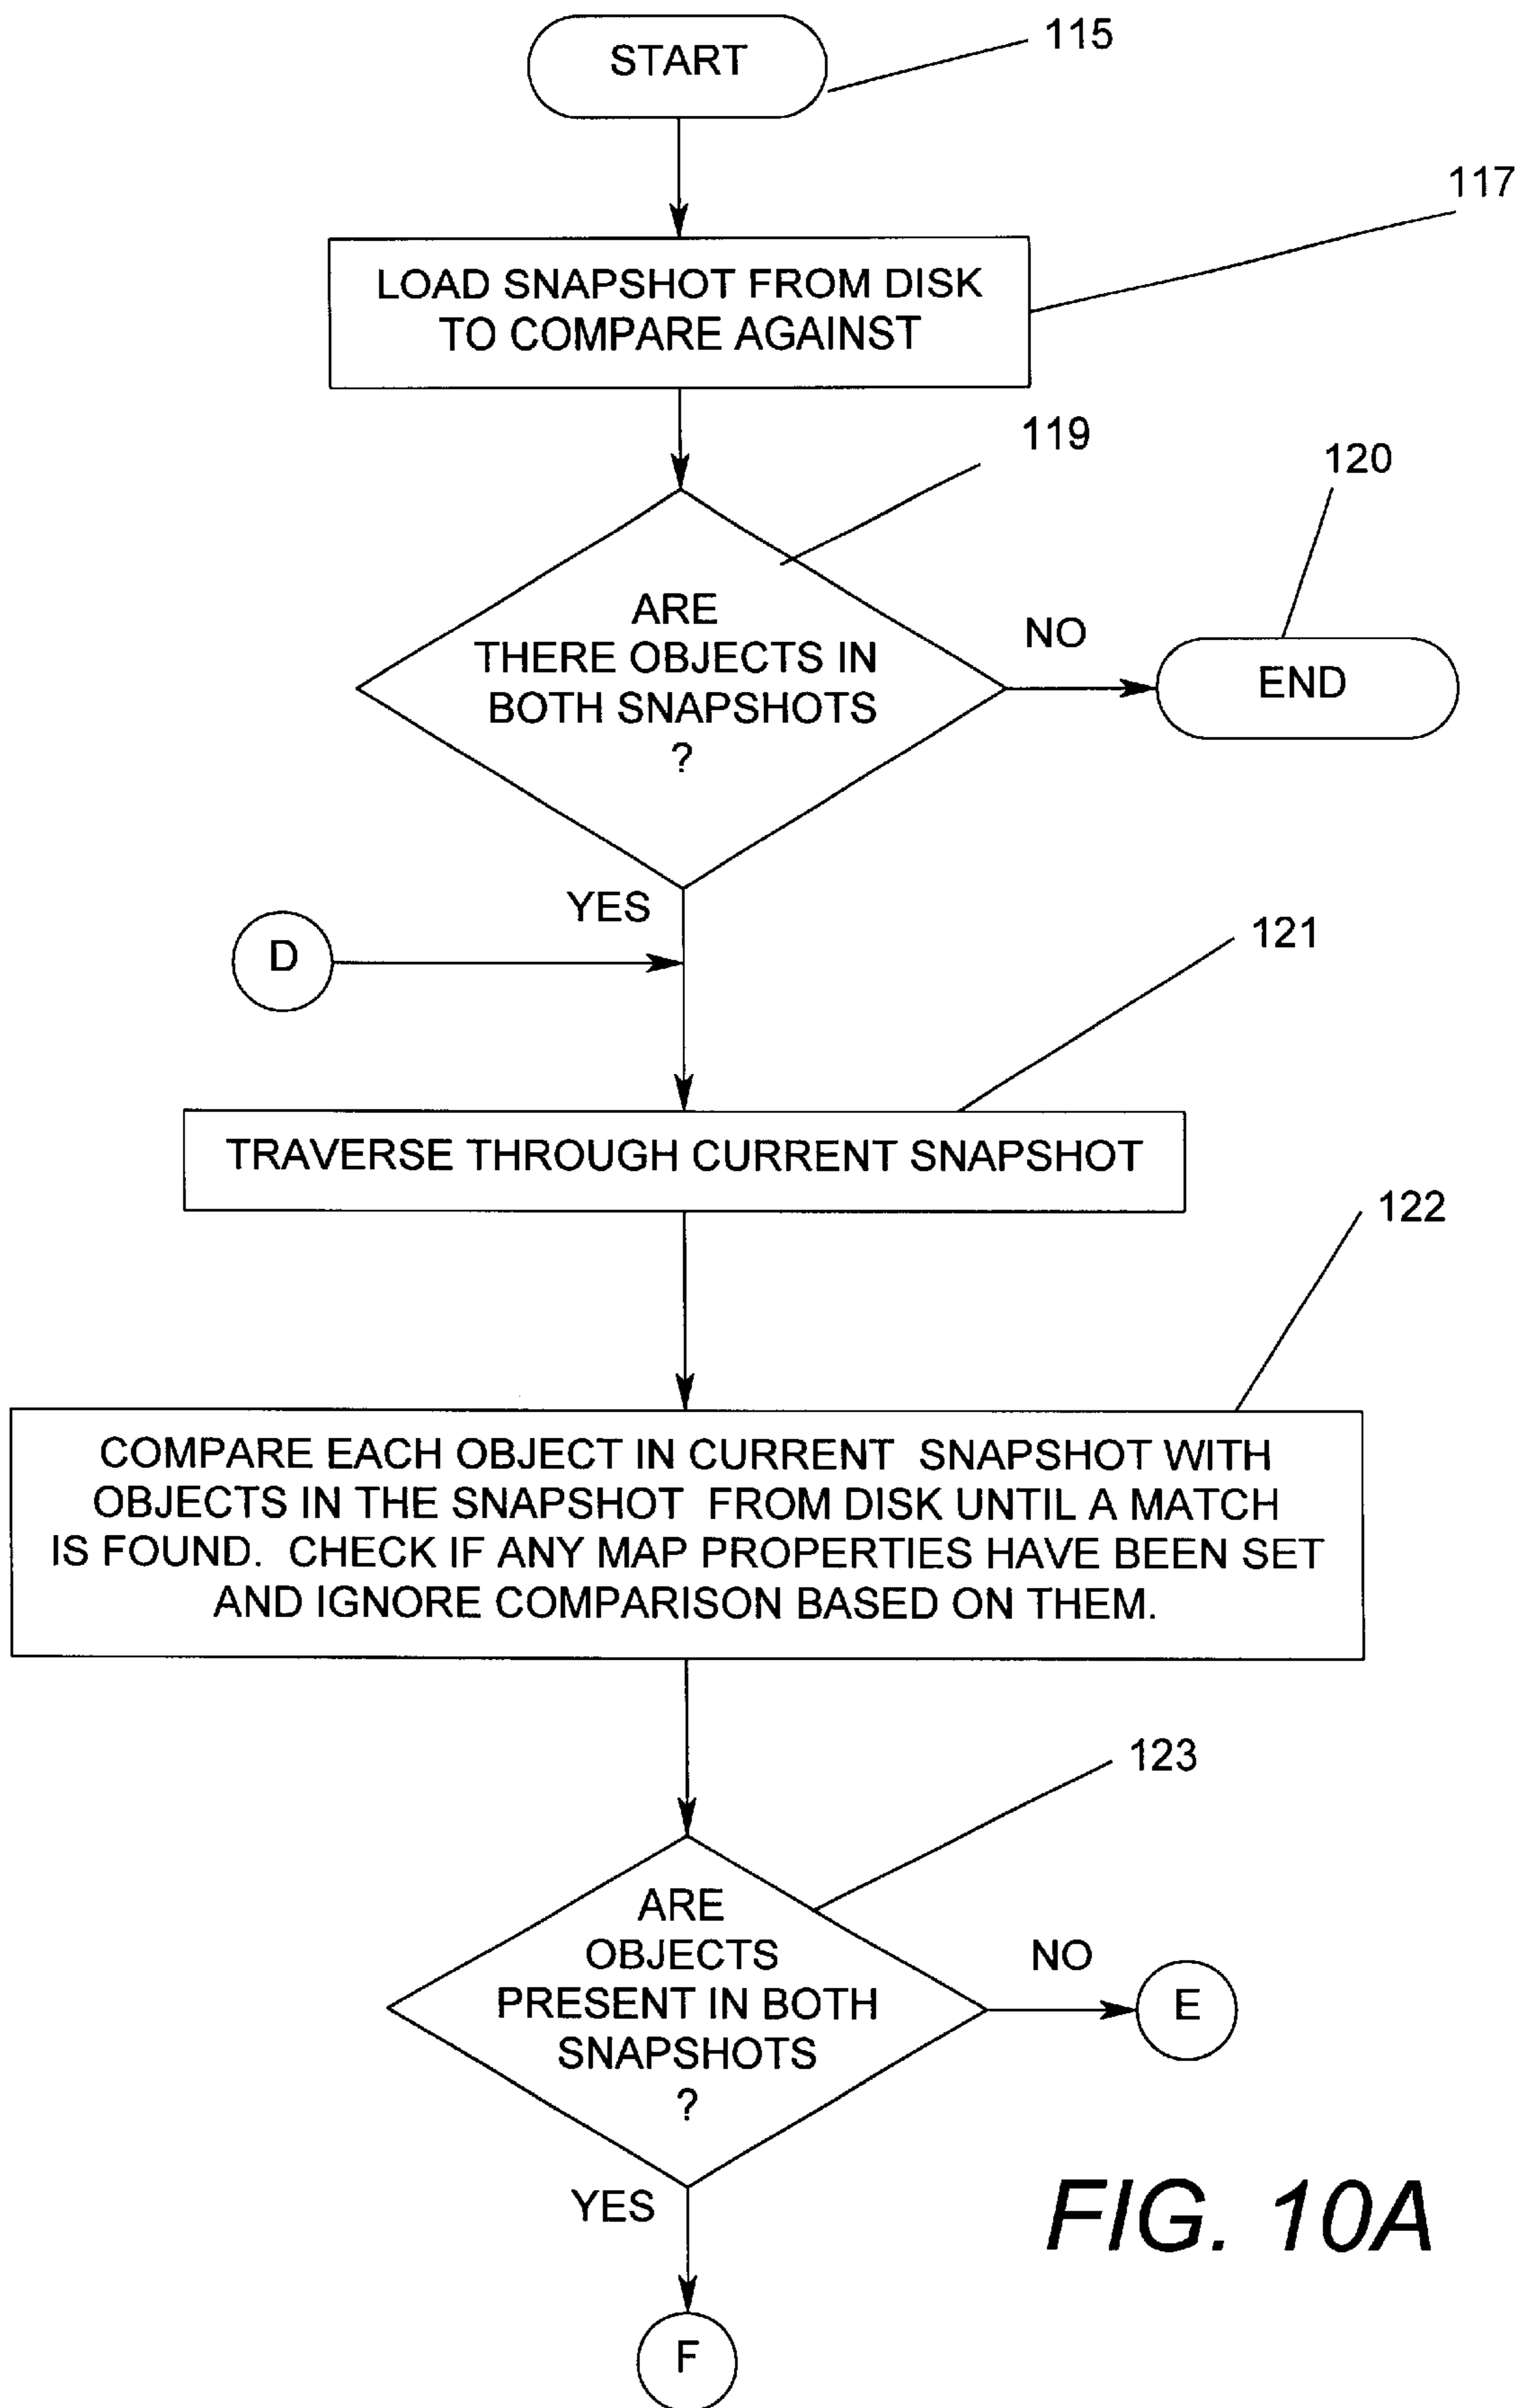 START
115
117
LOAD SNAPSHOT FROM DISK
TO COMPARE AGAINST
119
120
ARE
THERE OBJECTS IN
BOTH SNAPSHOTS
?
NO
END
YES
D
121
TRAVERSE THROUGH CURRENT SNAPSHOT
122
COMPARE EACH OBJECT IN CURRENT SNAPSHOT WITH
OBJECTS IN THE SNAPSHOT FROM DISK UNTIL A MATCH
IS FOUND. CHECK IF ANY MAP PROPERTIES HAVE BEEN SET
AND IGNORE COMPARISON BASED ON THEM.
123
ARE
OBJECTS
PRESENT IN BOTH
SNAPSHOTS
?
NO
E
YES
F
FIG. 10A